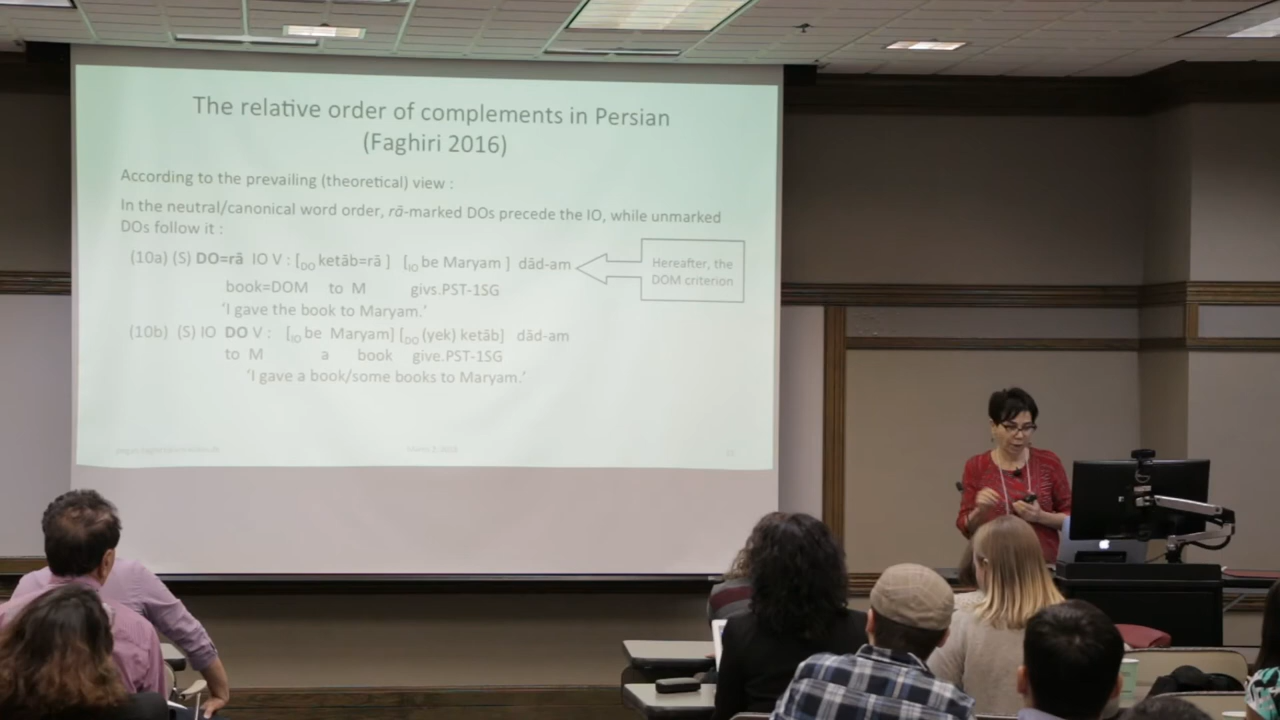 The relative order of complements in Persian
(Faghiri 2016)
According to the prevailing (theoretical) view :
In the neutral/canonical word order, rā-marked DOs precede the IO, while unmarked
DOs follow it :
(10a) (S) DO=rā IO V : [DO ketāb=rā ] [IO be Maryam ] dād-am
book=DOM to M givs.PST-1SG
'I gave the book to Maryam.'
Hereafter, the
DOM criterion
(10b) (S) IO DO V : [IO be Maryam] [DO (yek) ketāb] dād-am
to M a book give.PST-1SG
'I gave a book/some books to Maryam.'